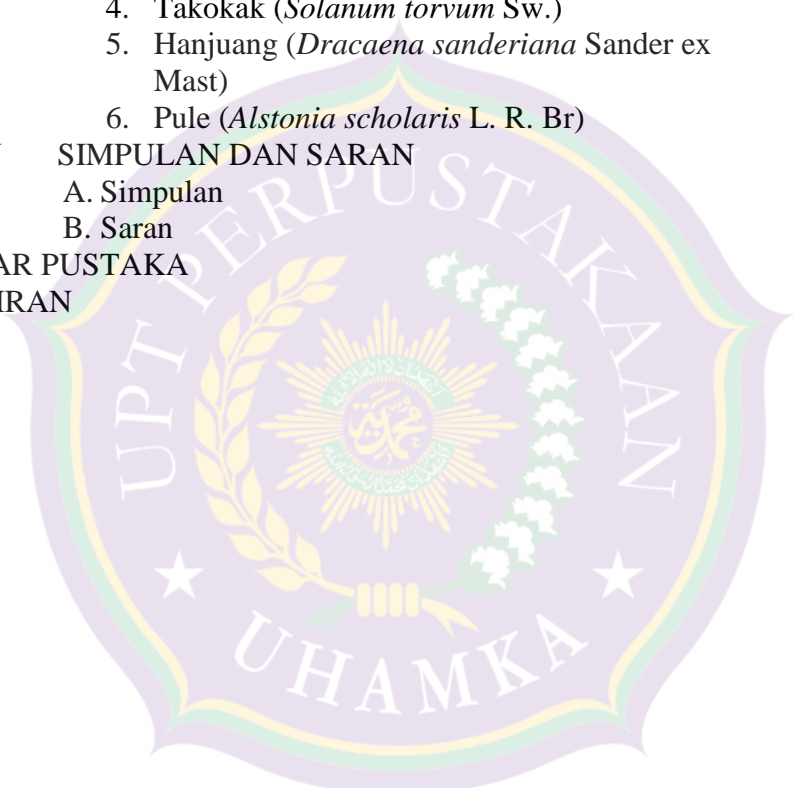 4. Takokak (Solanum torvum Sw.)
5. Hanjuang (Dracaena sanderiana Sander ex
Mast)
6. Pule (Alstonia scholaris L. R. Br)
SIMPULAN DAN SARAN
A. Simpulan
B. Saran
AR PUSTAKA
IRAN
UPT PERPUSTAKAAN
UHAMKA